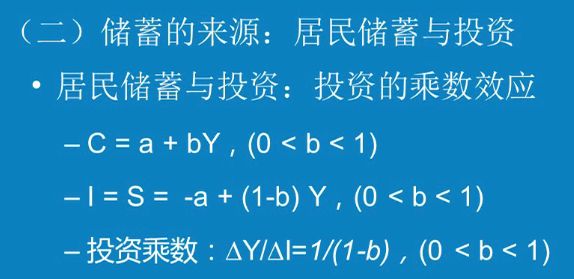 （二）储蓄的来源：居民储蓄与投资
• 居民储蓄与投资：投资的乘数效应
– C = a + bY , (0 < b < 1)
– I = S = -a + (1-b) Y , (0 < b < 1)
– 投资乘数：ΔY/ΔI=1/(1-b) , (0 < b < 1)